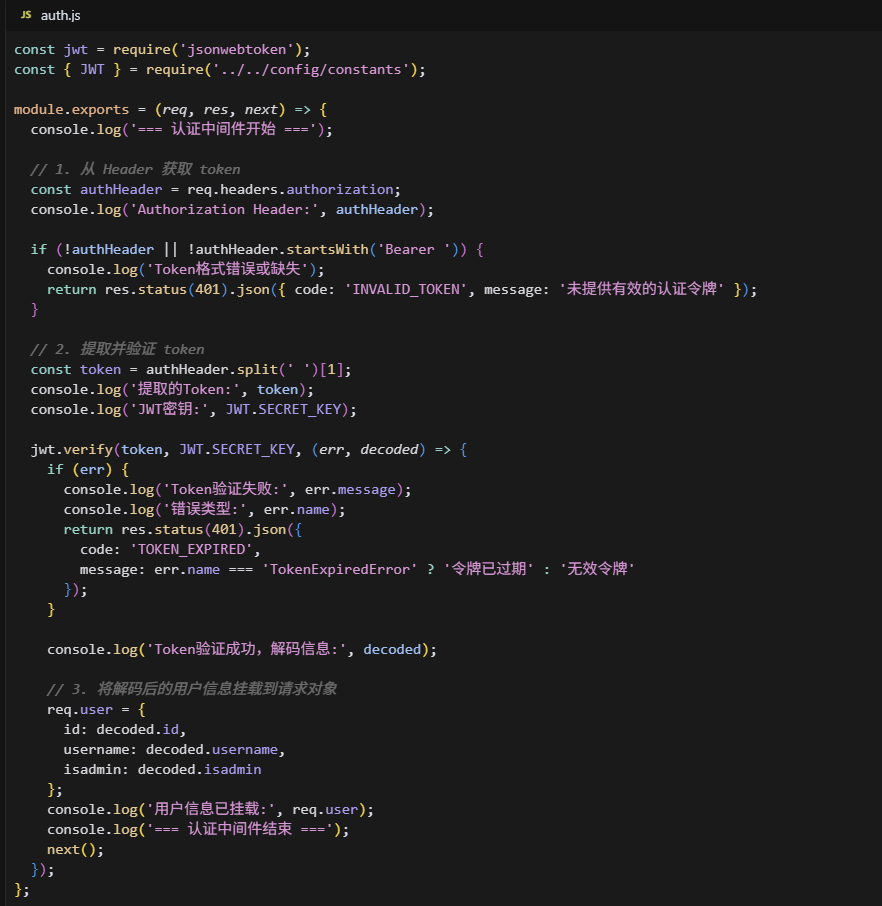 JS auth.js
const jwt = require('jsonwebtoken');
const { JWT } = require('../../config/constants');
module.exports = (req, res, next) => {
  console.log('=== 认证中间件开始 ===');
  // 1. 从 Header 获取 token
  const authHeader = req.headers.authorization;
  console.log('Authorization Header:', authHeader);
  if (!authHeader || !authHeader.startsWith('Bearer ')) {
    console.log('Token格式错误或缺失');
    return res.status(401).json({ code: 'INVALID_TOKEN', message: '未提供有效的认证令牌' });
  }
  // 2. 提取并验证 token
  const token = authHeader.split(' ')[1];
  console.log('提取的Token:', token);
  console.log('JWT密钥:', JWT.SECRET_KEY);
  jwt.verify(token, JWT.SECRET_KEY, (err, decoded) => {
    if (err) {
      console.log('Token验证失败:', err.message);
      console.log('错误类型:', err.name);
      return res.status(401).json({
        code: 'TOKEN_EXPIRED',
        message: err.name === 'TokenExpiredError' ? '令牌已过期' : '无效令牌'
      });
    }
    console.log('Token验证成功，解码信息:', decoded);
    // 3. 将解码后的用户信息挂载到请求对象
    req.user = {
      id: decoded.id,
      username: decoded.username,
      isadmin: decoded.isadmin
    };
    console.log('用户信息已挂载:', req.user);
    console.log('=== 认证中间件结束 ===');
    next();
  });
};